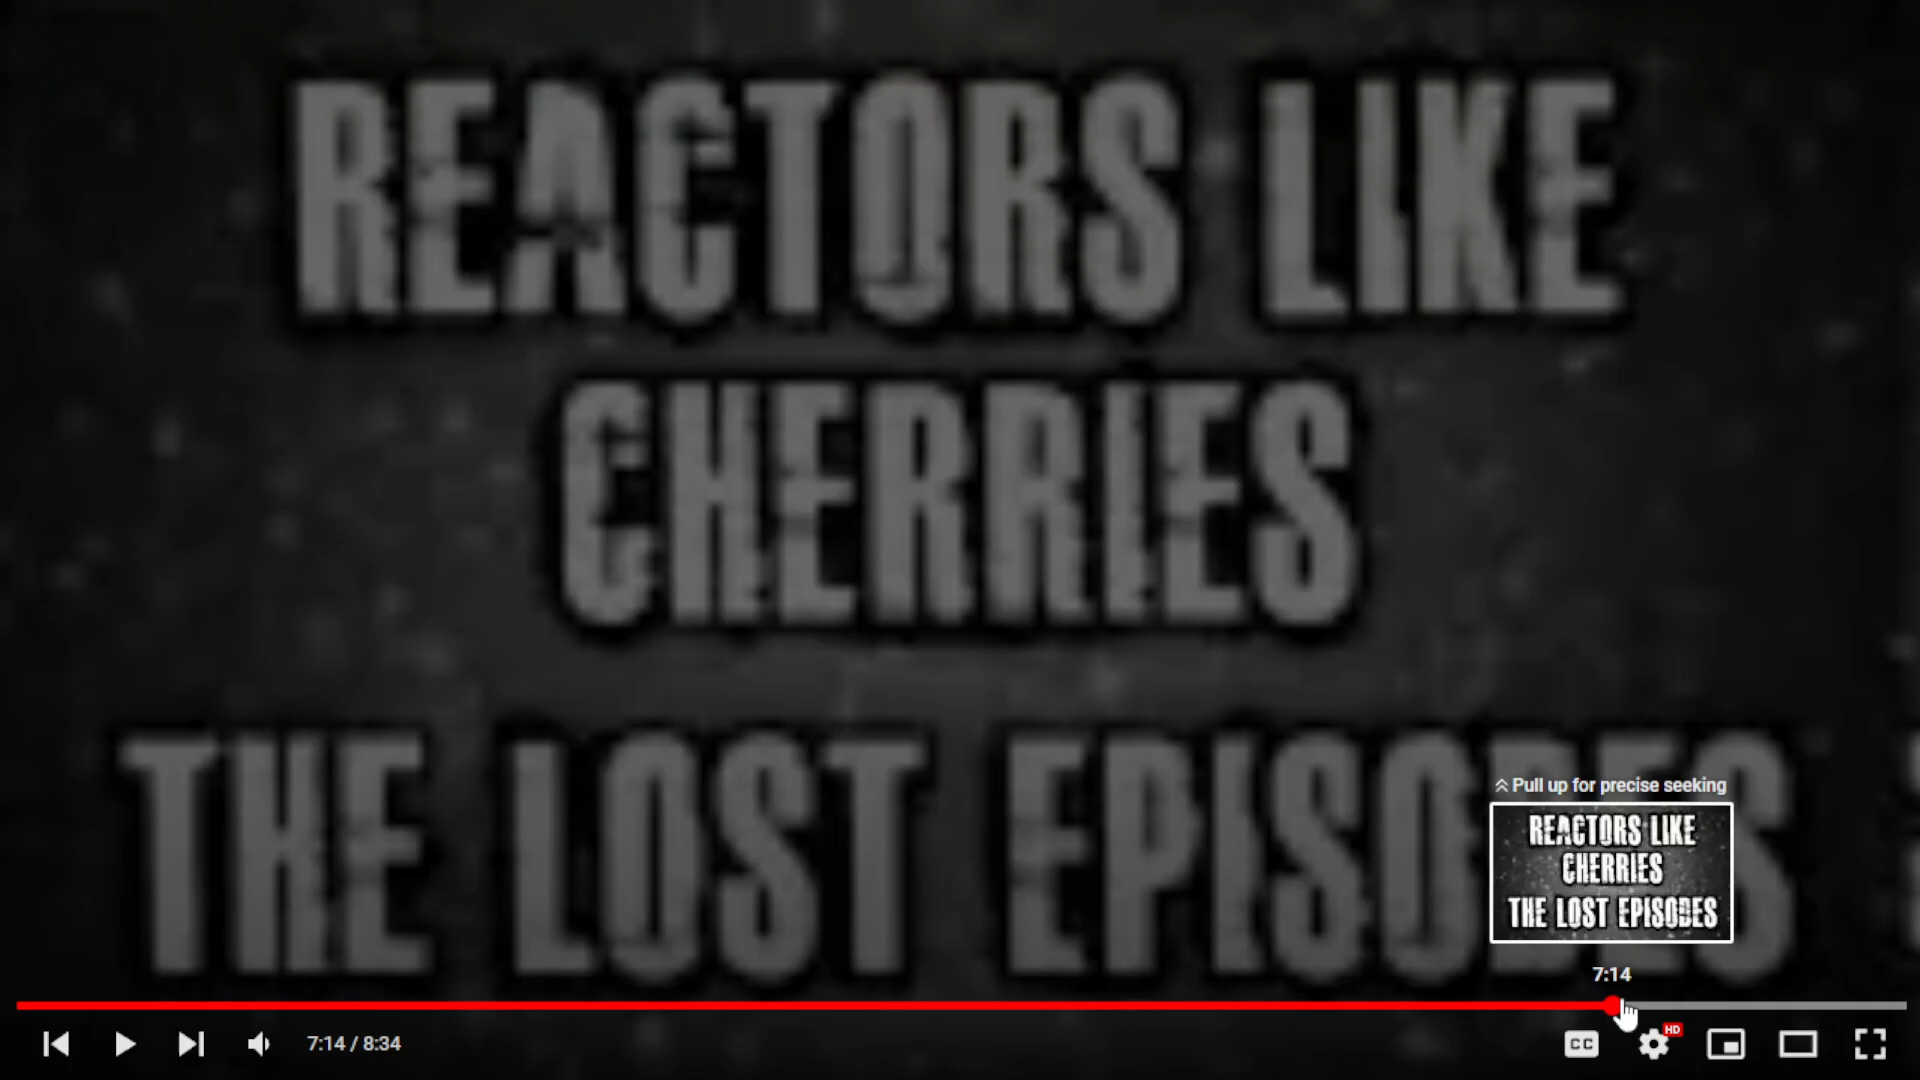 REACTORS LIKE
CHERRIES
THE LOST EPISODES
Pull up for precise seeking
REACTORS LIKE
CHERRIES
THE LOST EPISODES
7:14
7:14 / 8:34
CC
HD